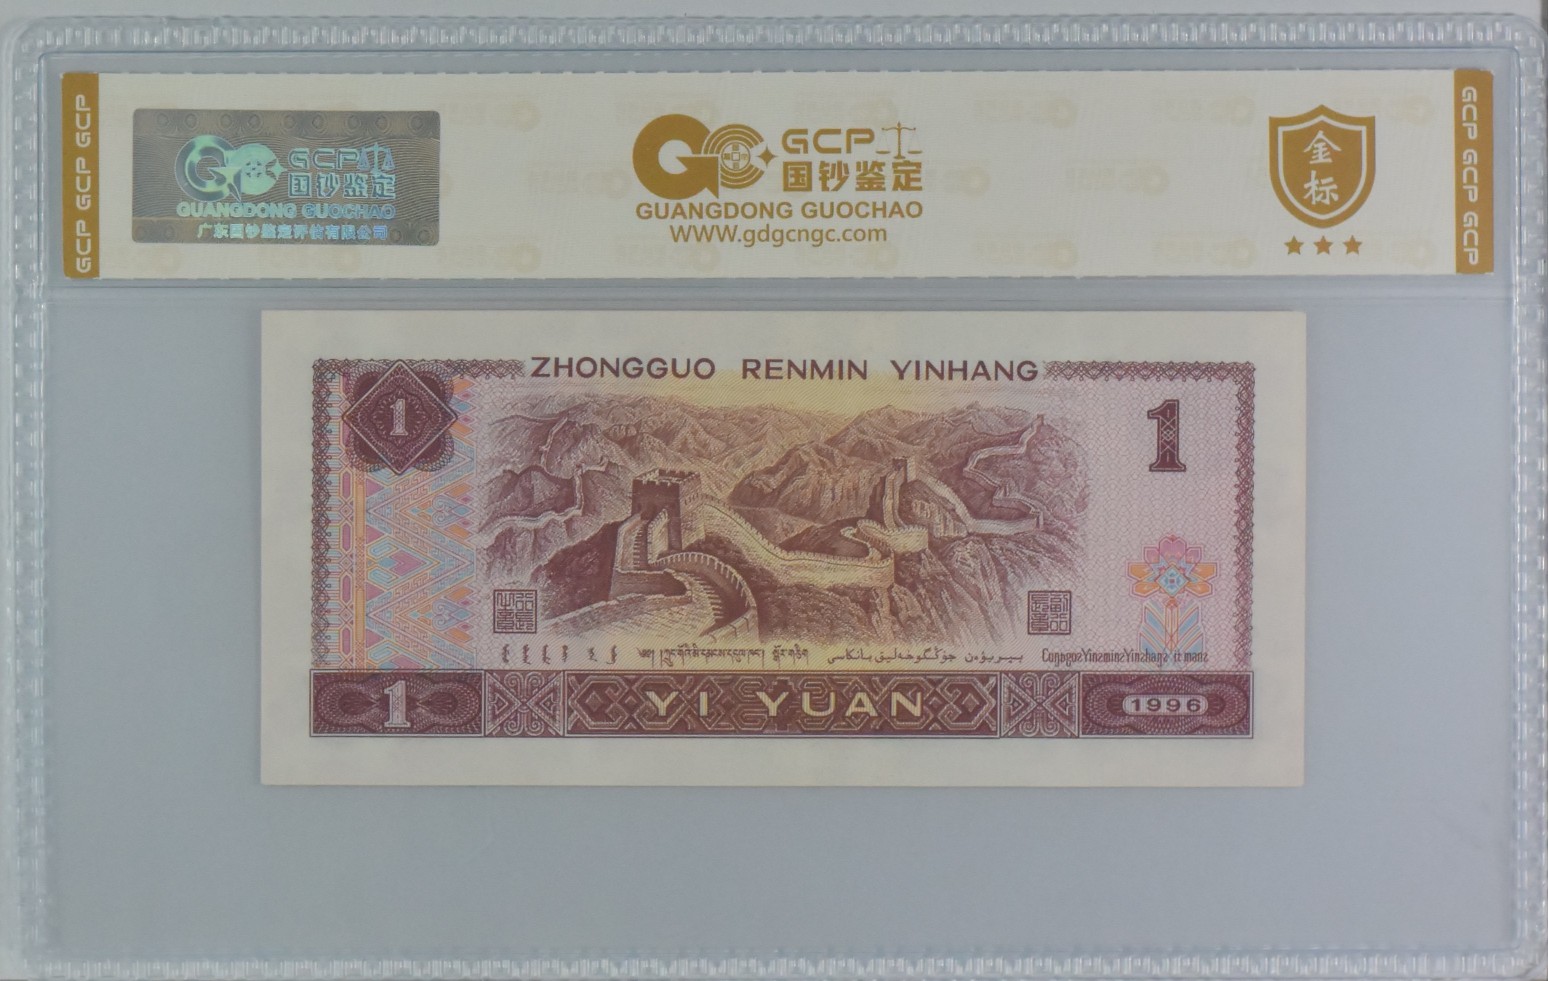 GCP GCP GCP
GCP
国钞鉴定
GUANGDONG GUOCHAO
广东国钞鉴定评估有限公司
GCP
国钞鉴定
GUANGDONG GUOCHAO
WWW.gdgcngc.com
金
标
GCP GCP GCP
ZHONGGUO RENMIN YINHANG
1
1
1
YI YUAN
1996